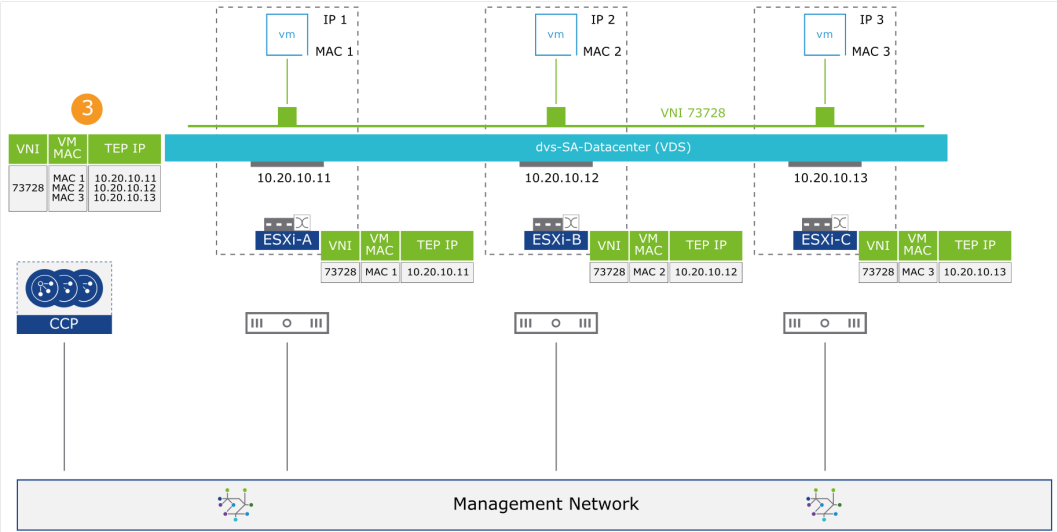 IP 1
IP 2
IP 3
vm
vm
vm
MAC 1
MAC 2
MAC 3
3
VNI 73728
VNI VM MAC TEP IP
73728 MAC 1 10.20.10.11
MAC 2 10.20.10.12
MAC 3 10.20.10.13
dvs-SA-Datacenter (VDS)
10.20.10.11
10.20.10.12
10.20.10.13
ESXi-A
VNI VM MAC TEP IP
73728 MAC 1 10.20.10.11
ESXi-B
VNI VM MAC TEP IP
73728 MAC 2 10.20.10.12
ESXi-C
VNI VM MAC TEP IP
73728 MAC 3 10.20.10.13
CCP
Management Network